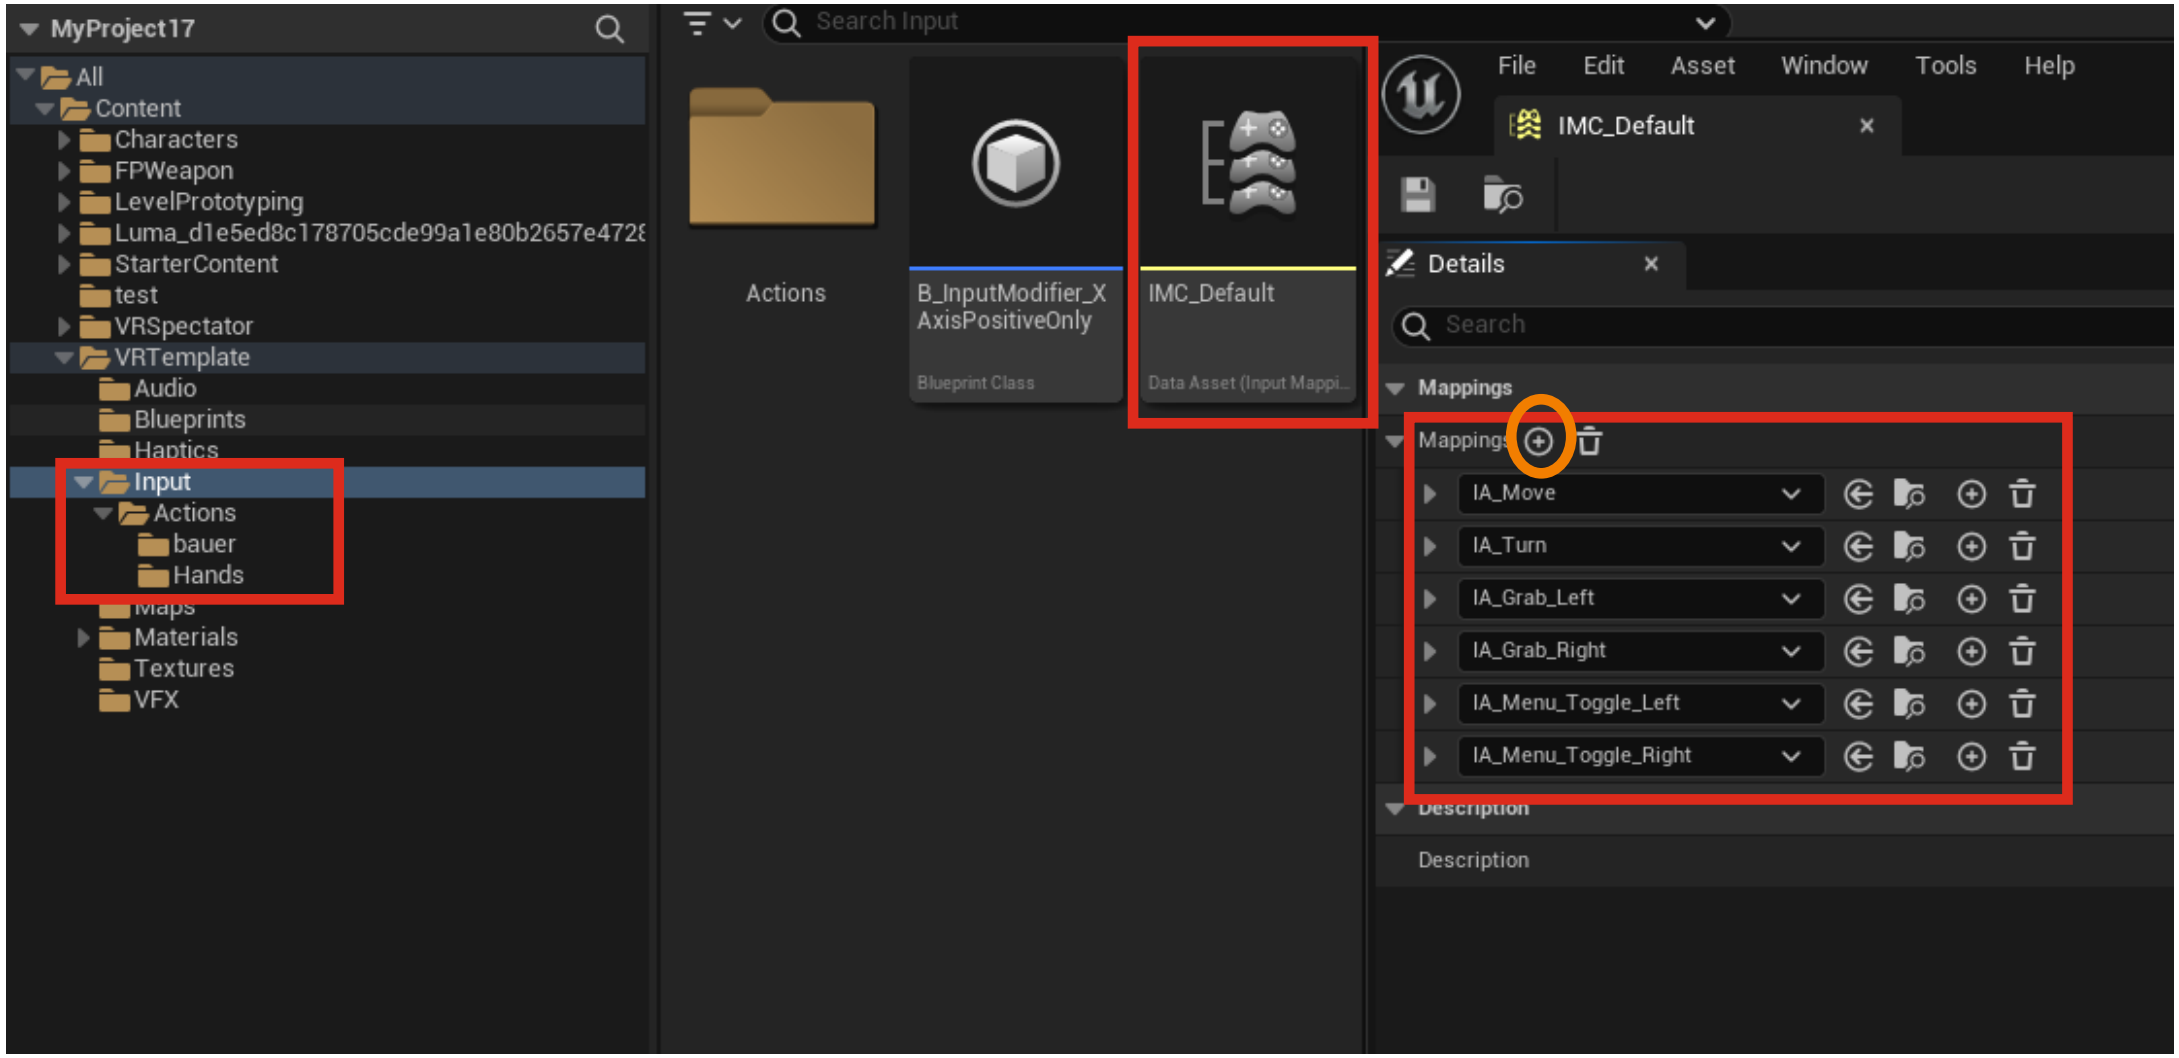 MyProject17
All
Content
Characters
FPWeapon
LevelPrototyping
Luma_d1e5ed8c178705cde99a1e80b2657e4728
StarterContent
test
VRSpectator
VRTemplate
Audio
Blueprints
Haptics
Input
Actions
bauer
Hands
Maps
Materials
Textures
VFX
Search Input
Actions
B_InputModifier_X
AxisPositiveOnly
Blueprint Class
IMC_Default
Data Asset (Input Mappi...
File Edit Asset Window Tools Help
IMC_Default
Details
Search
Mappings
Mappings
IA_Move
IA_Turn
IA_Grab_Left
IA_Grab_Right
IA_Menu_Toggle_Left
IA_Menu_Toggle_Right
Description
Description